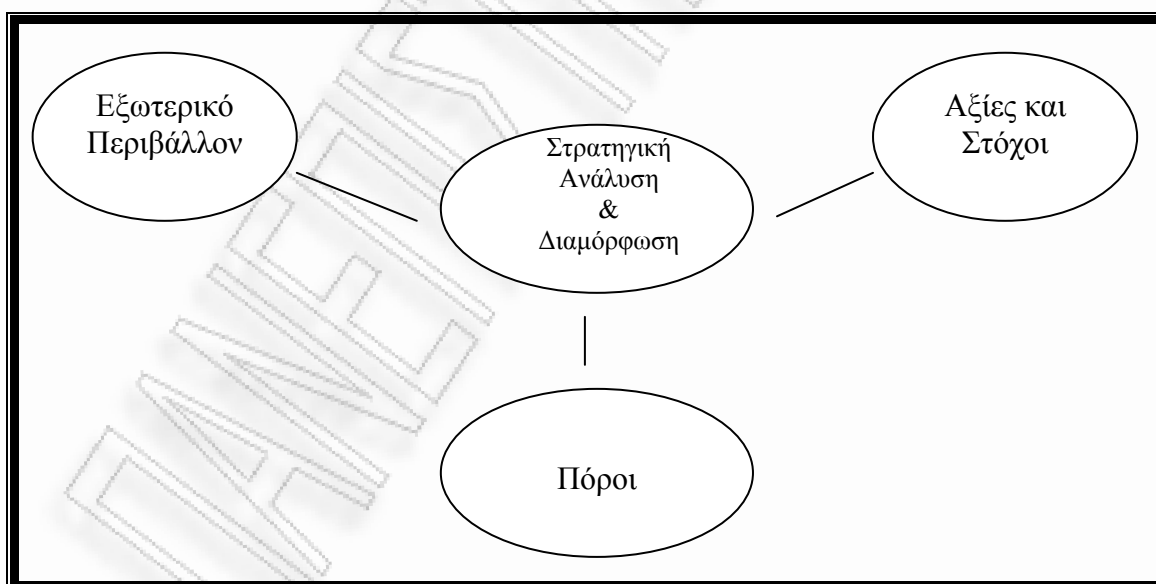 Εξωτερικό
Περιβάλλον
Στρατηγική
Ανάλυση
&
Διαμόρφωση
Αξίες και
Στόχοι
Πόροι